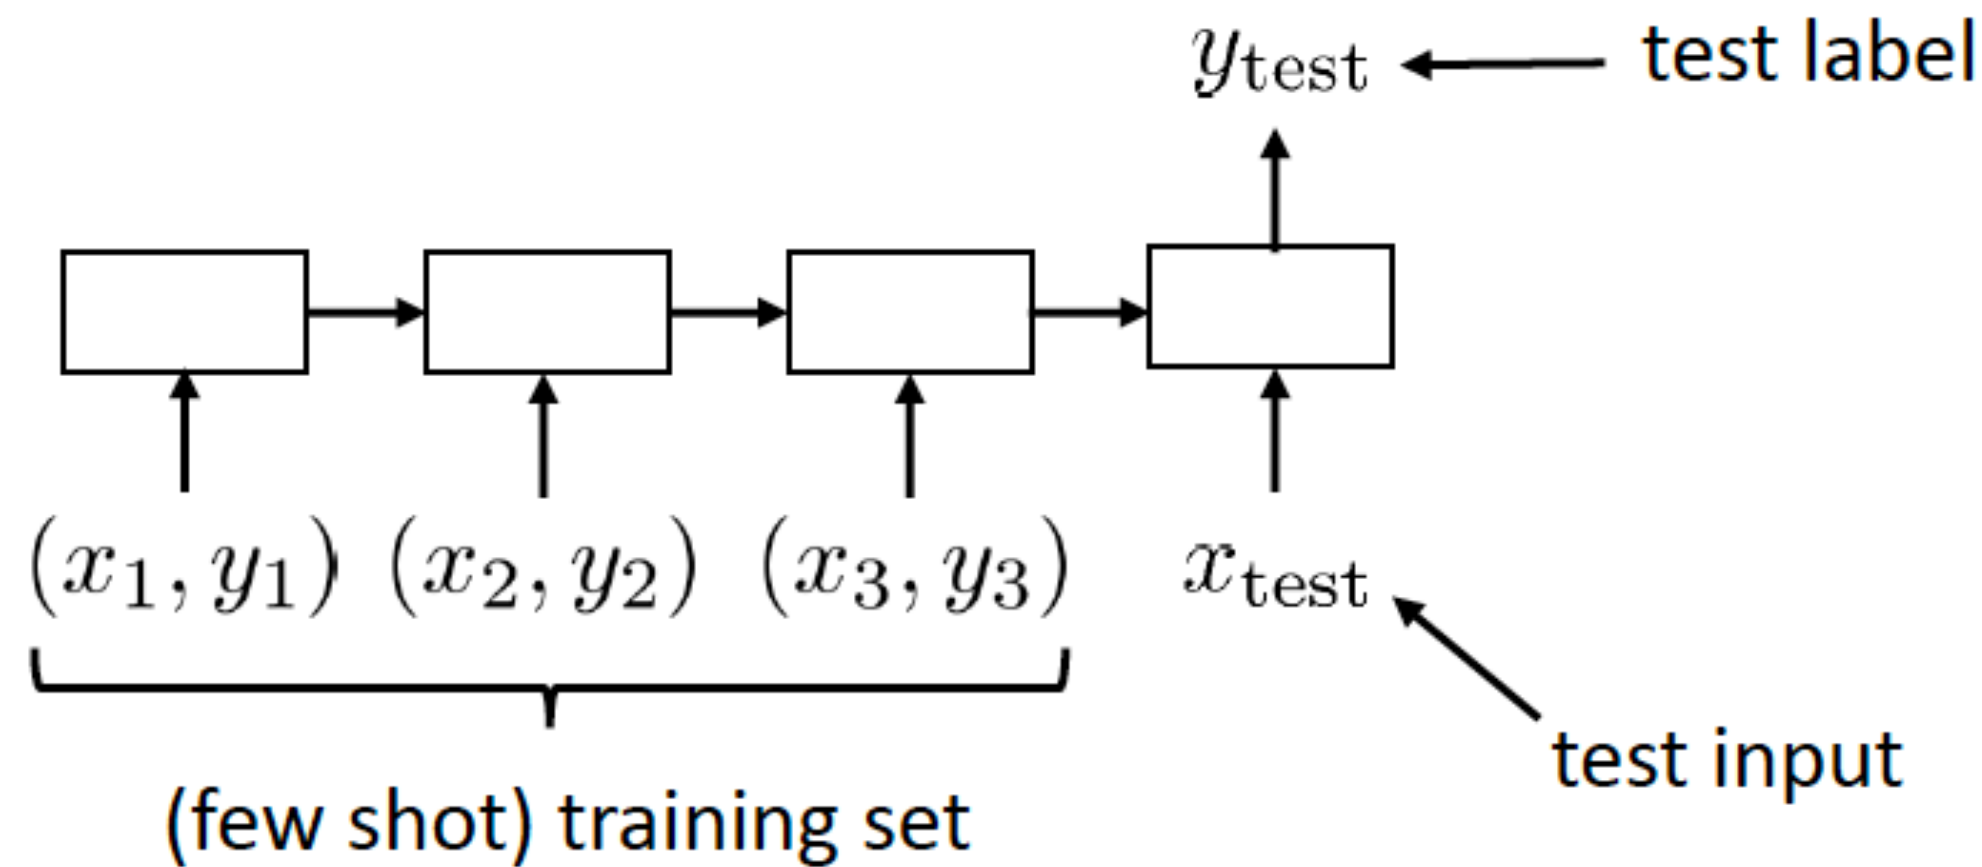 y_test test label
(x_1, y_1) (x_2, y_2) (x_3, y_3) x_test
test input
(few shot) training set